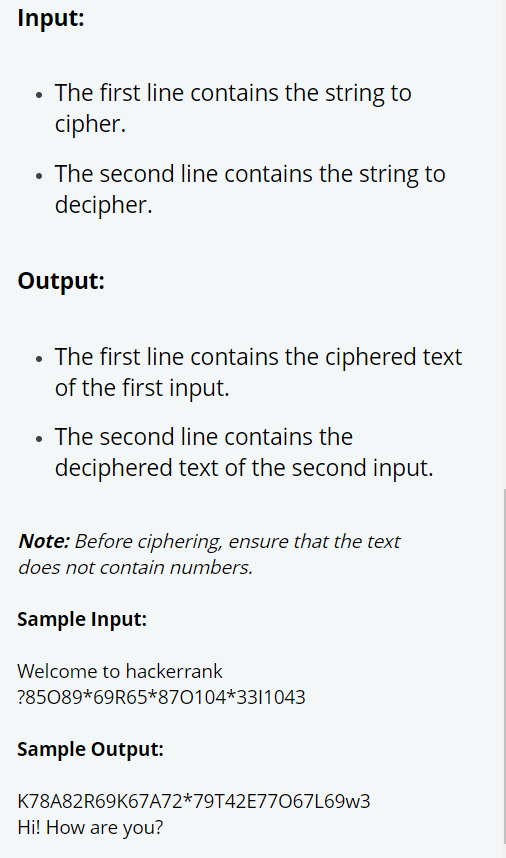 Input:
• The first line contains the string to
cipher.
• The second line contains the string to
decipher.
Output:
• The first line contains the ciphered text
of the first input.
• The second line contains the
deciphered text of the second input.
Note: Before ciphering, ensure that the text
does not contain numbers.
Sample Input:
Welcome to hackerrank
?85O89*69R65*87O104*33I1043
Sample Output:
K78A82R69K67A72*79T42E77O67L69w3
Hi! How are you?